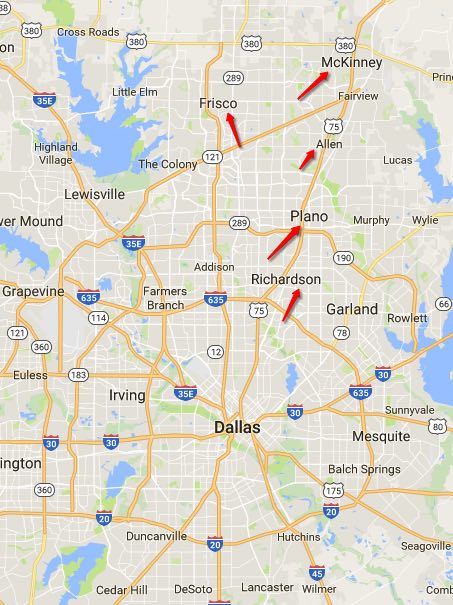 380
380
380
Cross Roads
380
McKinney
Princ
289
35E
Little Elm
Frisco
Fairview
75
Highland
Village
The Colony
121
Allen
Lucas
Lewisville
Plano
ver Mound
289
Murphy
Wylie
35E
190
Addison
Richardson
Grapevine
635
Farmers
Branch
635
75
Garland
66
114
Rowlett
121
78
360
12
Euless
183
30
Irving
35E
635
30
Sunnyvale
Dallas
80
30
30
Mesquite
ington
Balch Springs
360
175
20
20
Duncanville
Hutchins
20
Seagoville
45
Cedar Hill
DeSoto
Lancaster
Wilmer
Comb